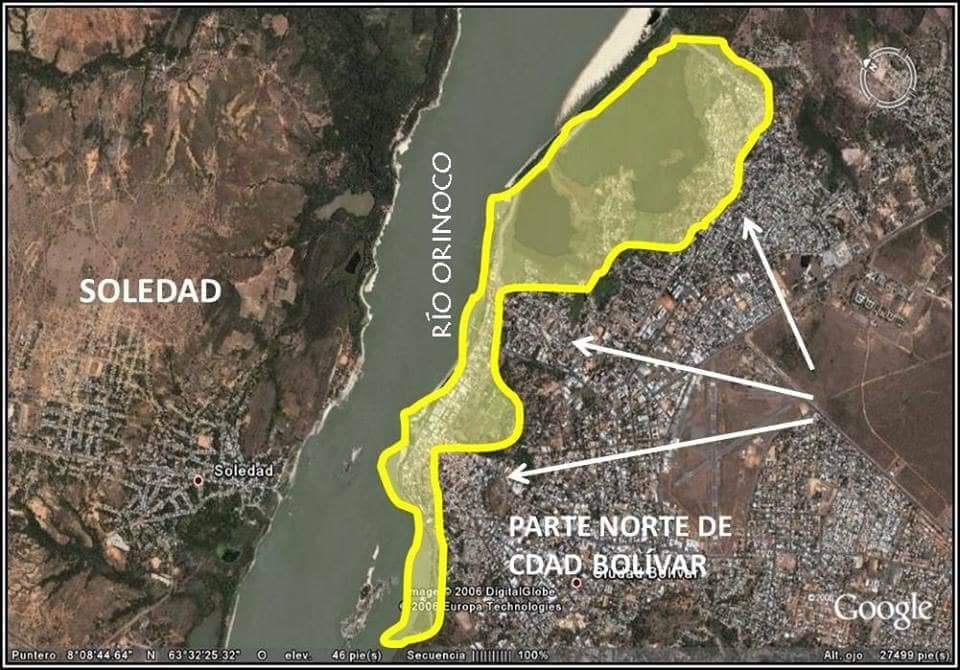 N
RÍO ORINOCO
SOLEDAD
Soledad
PARTE NORTE DE
CDAD BOLÍVAR
Ciudad Bolívar
Image © 2006 DigitalGlobe
© 2006 Europa Technologies
© 2006 Google
Puntero 8°08'44.64" N 63°32'25.32" O elev. 46 pie(s) Secuencia ||||||||| 100% Alt. ojo 27499 pie(s)